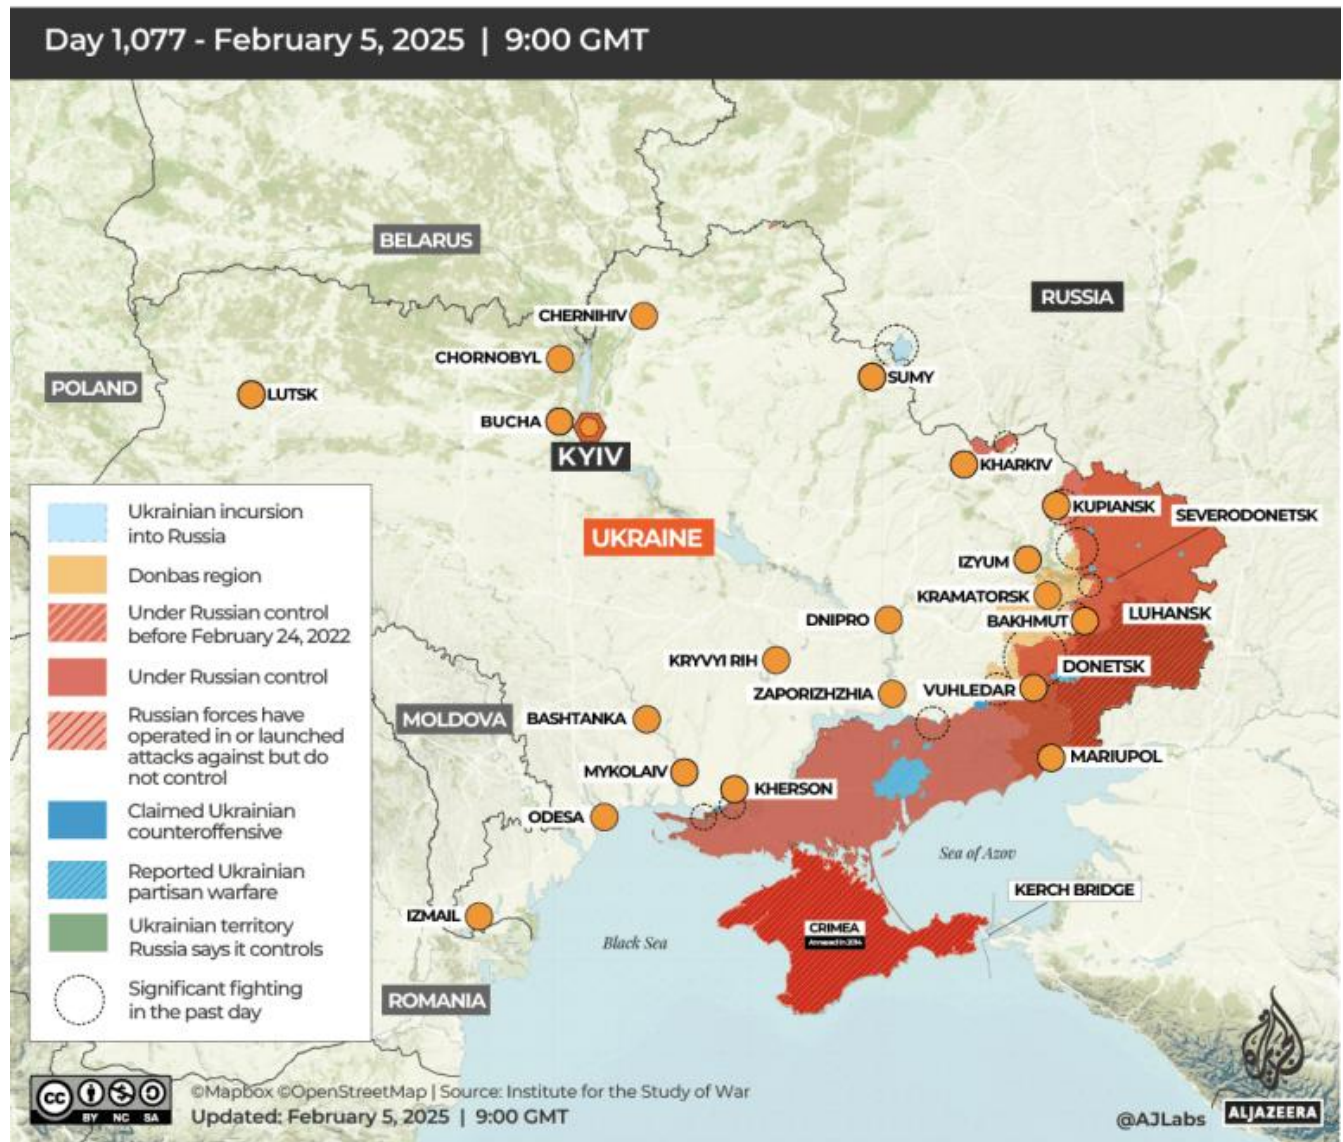 Day 1,077 - February 5, 2025 | 9:00 GMT
BELARUS
RUSSIA
CHERNIHIV
CHORNOBYL
POLAND
LUTSK
SUMY
BUCHA
KYIV
KHARKIV
KUPIANSK
SEVERODONETSK
UKRAINE
IZYUM
KRAMATORSK
DNIPRO
BAKHMUT
LUHANSK
KRYVYI RIH
DONETSK
ZAPORIZHZHIA
VUHLEDAR
MOLDOVA
BASHTANKA
MARIUPOL
MYKOLAIV
KHERSON
ODESA
Sea of Azov
KERCH BRIDGE
IZMAIL
CRIMEA
Annexed in 2014
Black Sea
ROMANIA
Ukrainian incursion
into Russia
Donbas region
Under Russian control
before February 24, 2022
Under Russian control
Russian forces have
operated in or launched
attacks against but do
not control
Claimed Ukrainian
counteroffensive
Reported Ukrainian
partisan warfare
Ukrainian territory
Russia says it controls
Significant fighting
in the past day
cc
BY NC SA
©Mapbox ©OpenStreetMap | Source: Institute for the Study of War
Updated: February 5, 2025 | 9:00 GMT
@AJLabs
ALJAZEERA